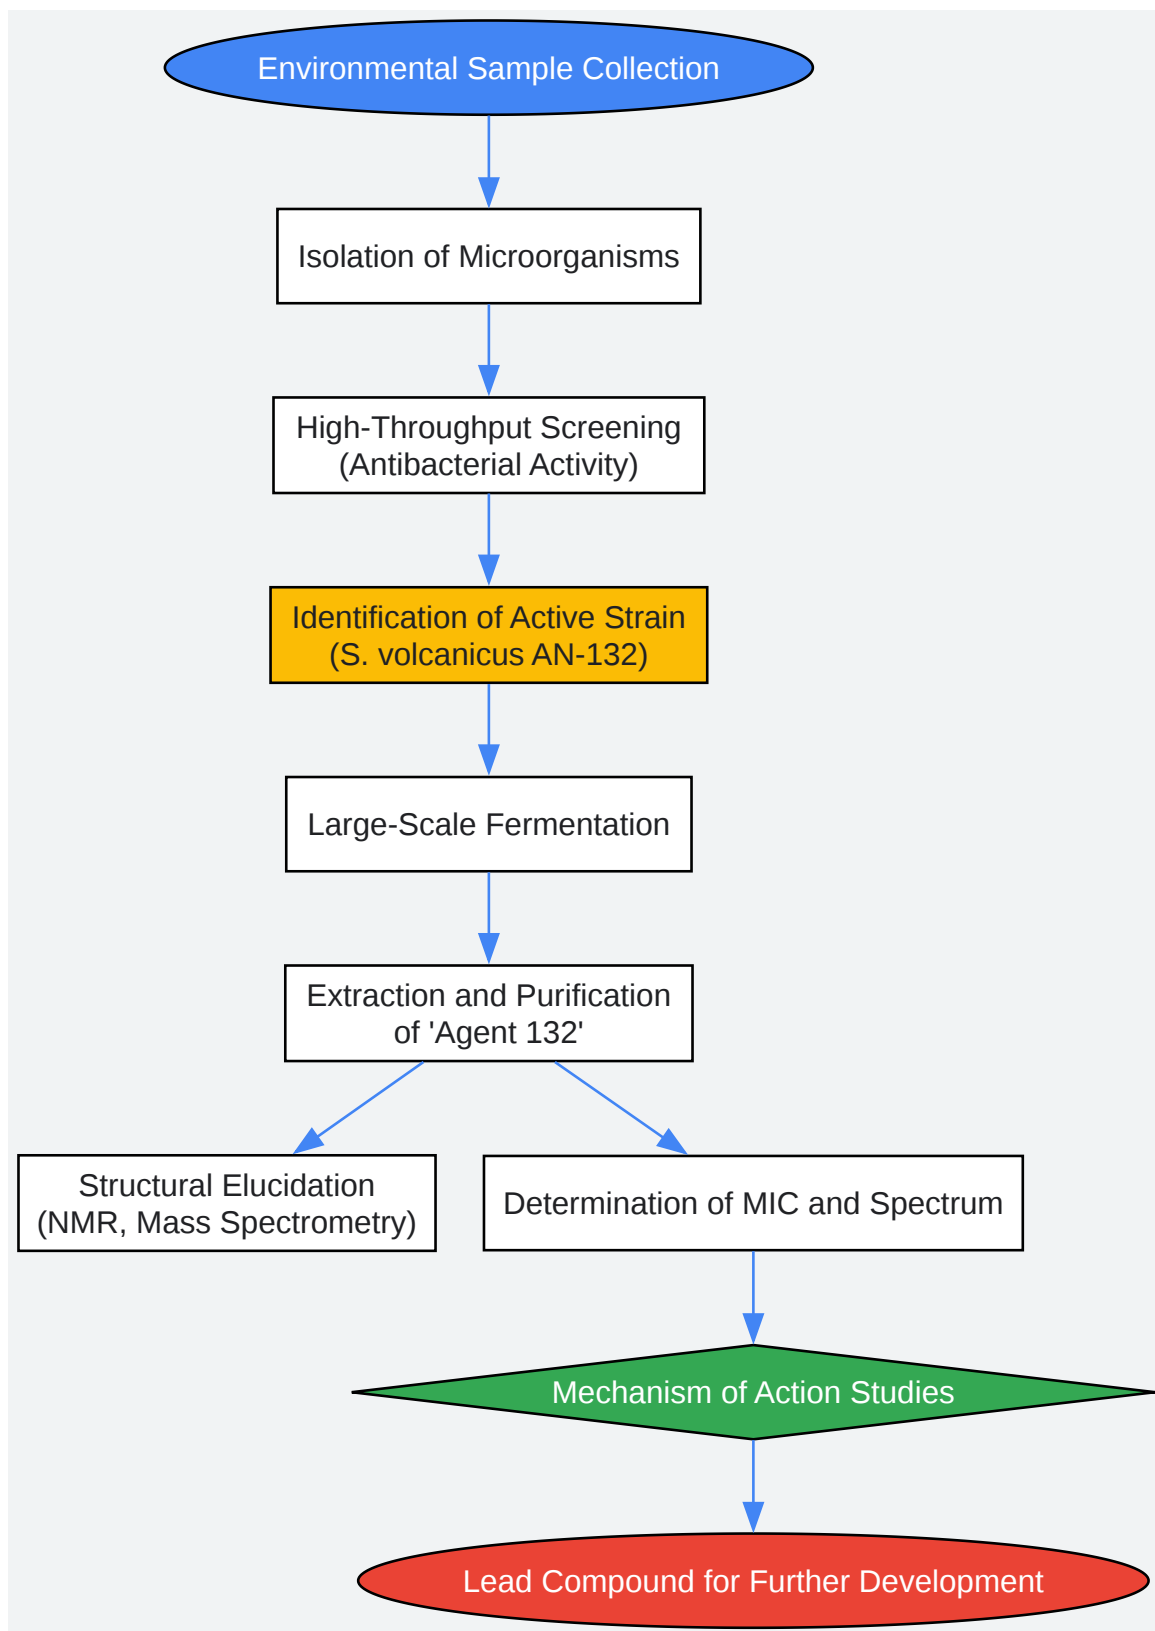 Environmental Sample Collection
Isolation of Microorganisms
High-Throughput Screening
(Antibacterial Activity)
Identification of Active Strain
(S. volcanicus AN-132)
Large-Scale Fermentation
Extraction and Purification
of 'Agent 132'
Structural Elucidation
(NMR, Mass Spectrometry)
Determination of MIC and Spectrum
Mechanism of Action Studies
Lead Compound for Further Development